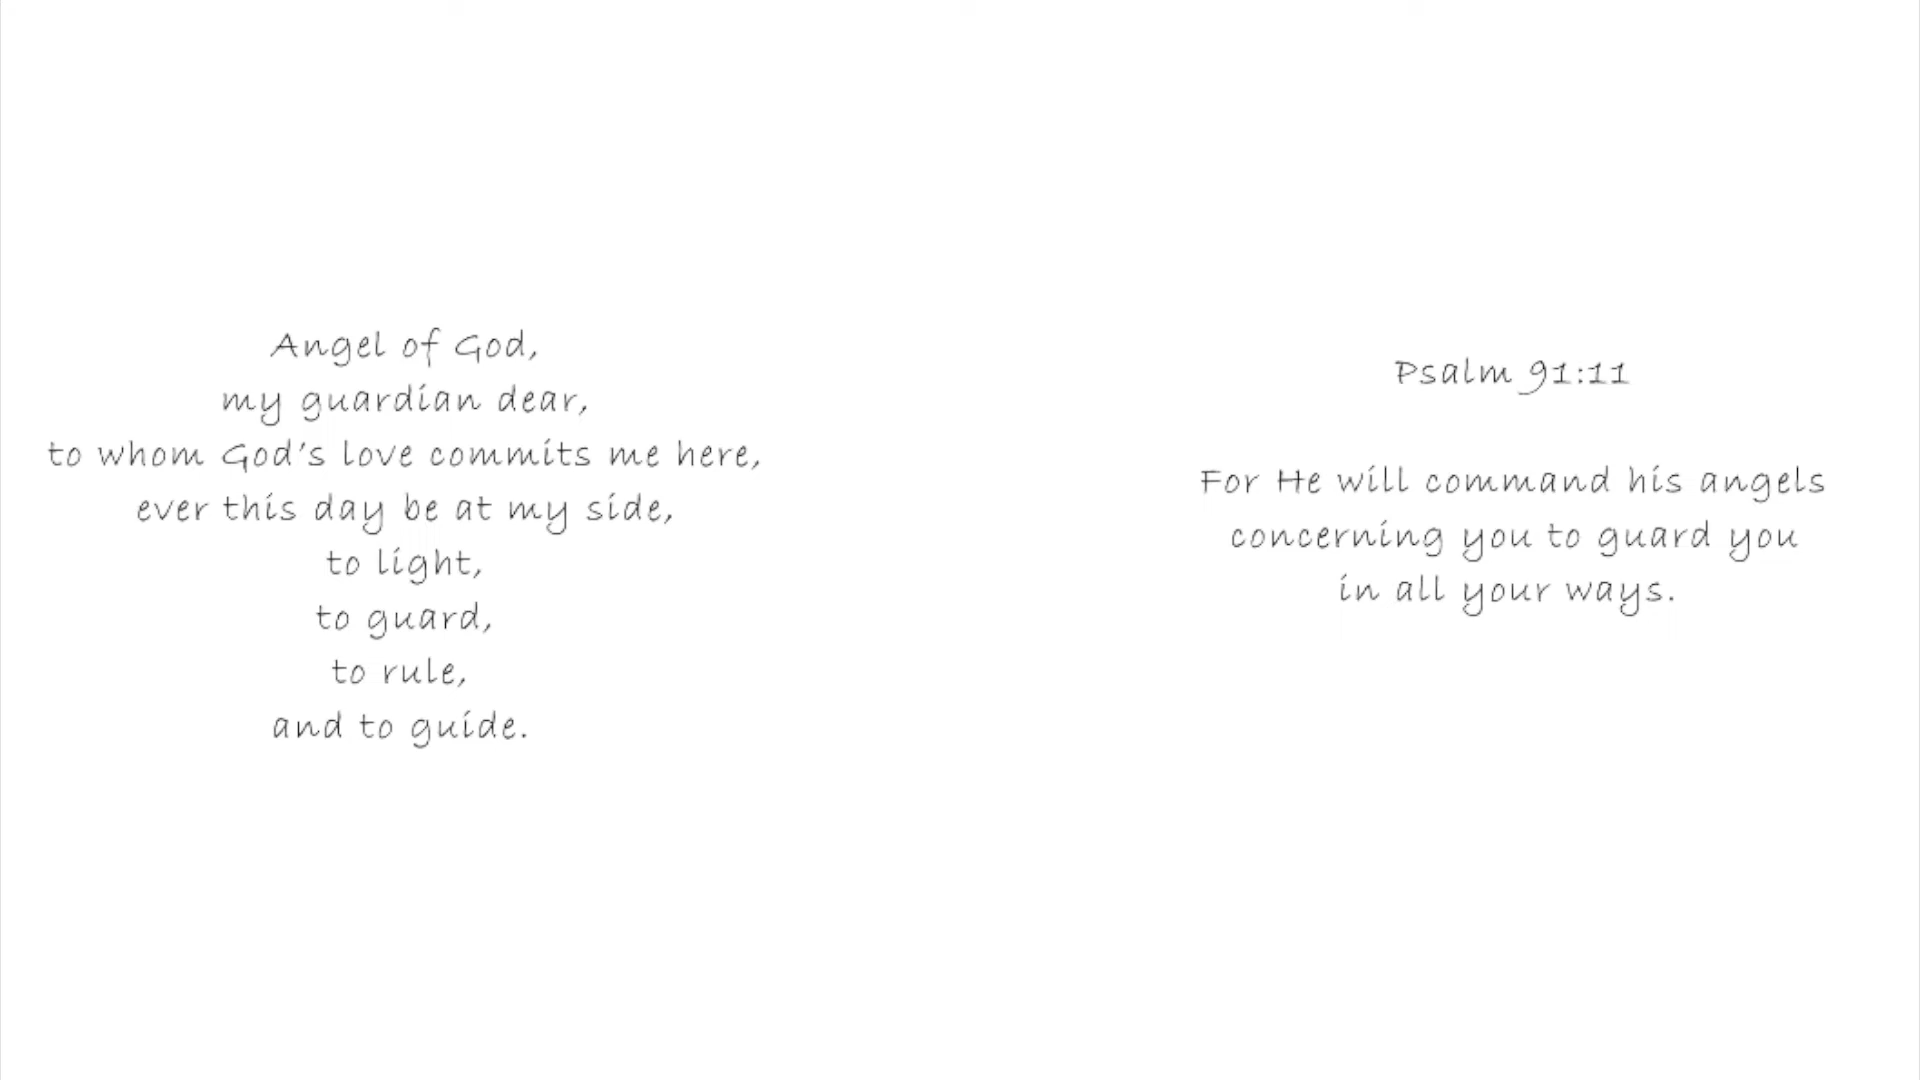 Angel of God,
my guardian dear,
to whom God's love commits me here,
ever this day be at my side,
to light,
to guard,
to rule,
and to guide.
Psalm 91:11
For He will command his angels
concerning you to guard you
in all your ways.